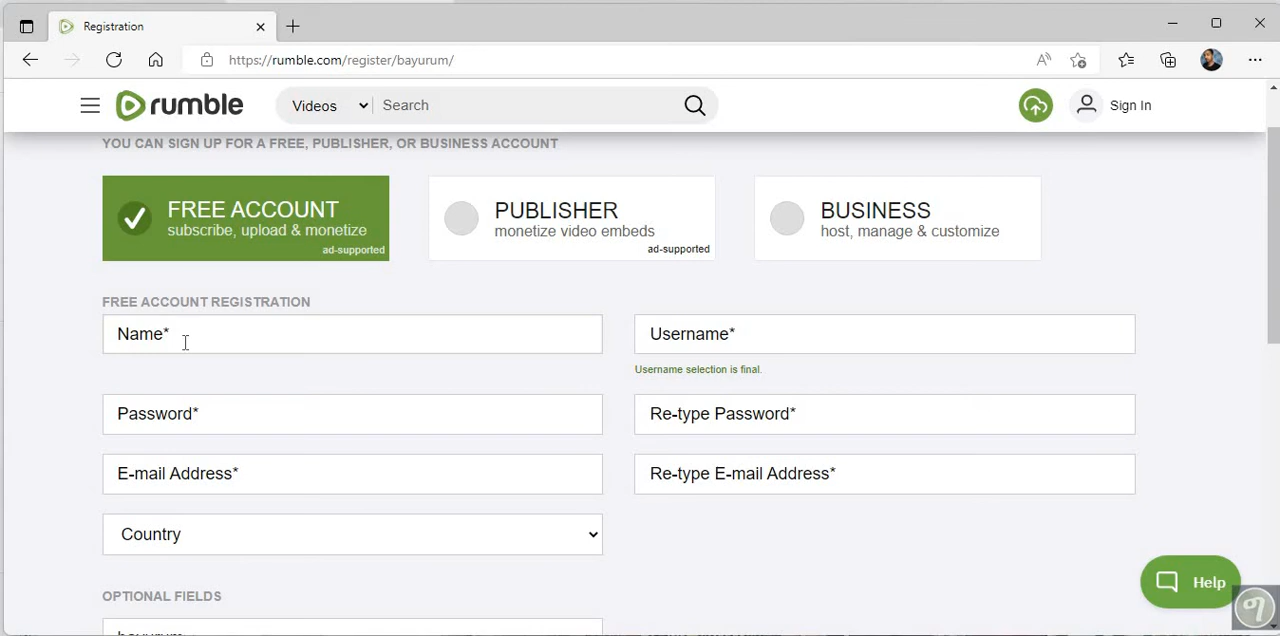 Registration
https://rumble.com/register/bayurum/
rumble
Videos
Search
Sign In
YOU CAN SIGN UP FOR A FREE, PUBLISHER, OR BUSINESS ACCOUNT
FREE ACCOUNT
subscribe, upload & monetize
ad-supported
PUBLISHER
monetize video embeds
ad-supported
BUSINESS
host, manage & customize
FREE ACCOUNT REGISTRATION
Name*
Username*
Username selection is final.
Password*
Re-type Password*
E-mail Address*
Re-type E-mail Address*
Country
Help
OPTIONAL FIELDS
bayurum